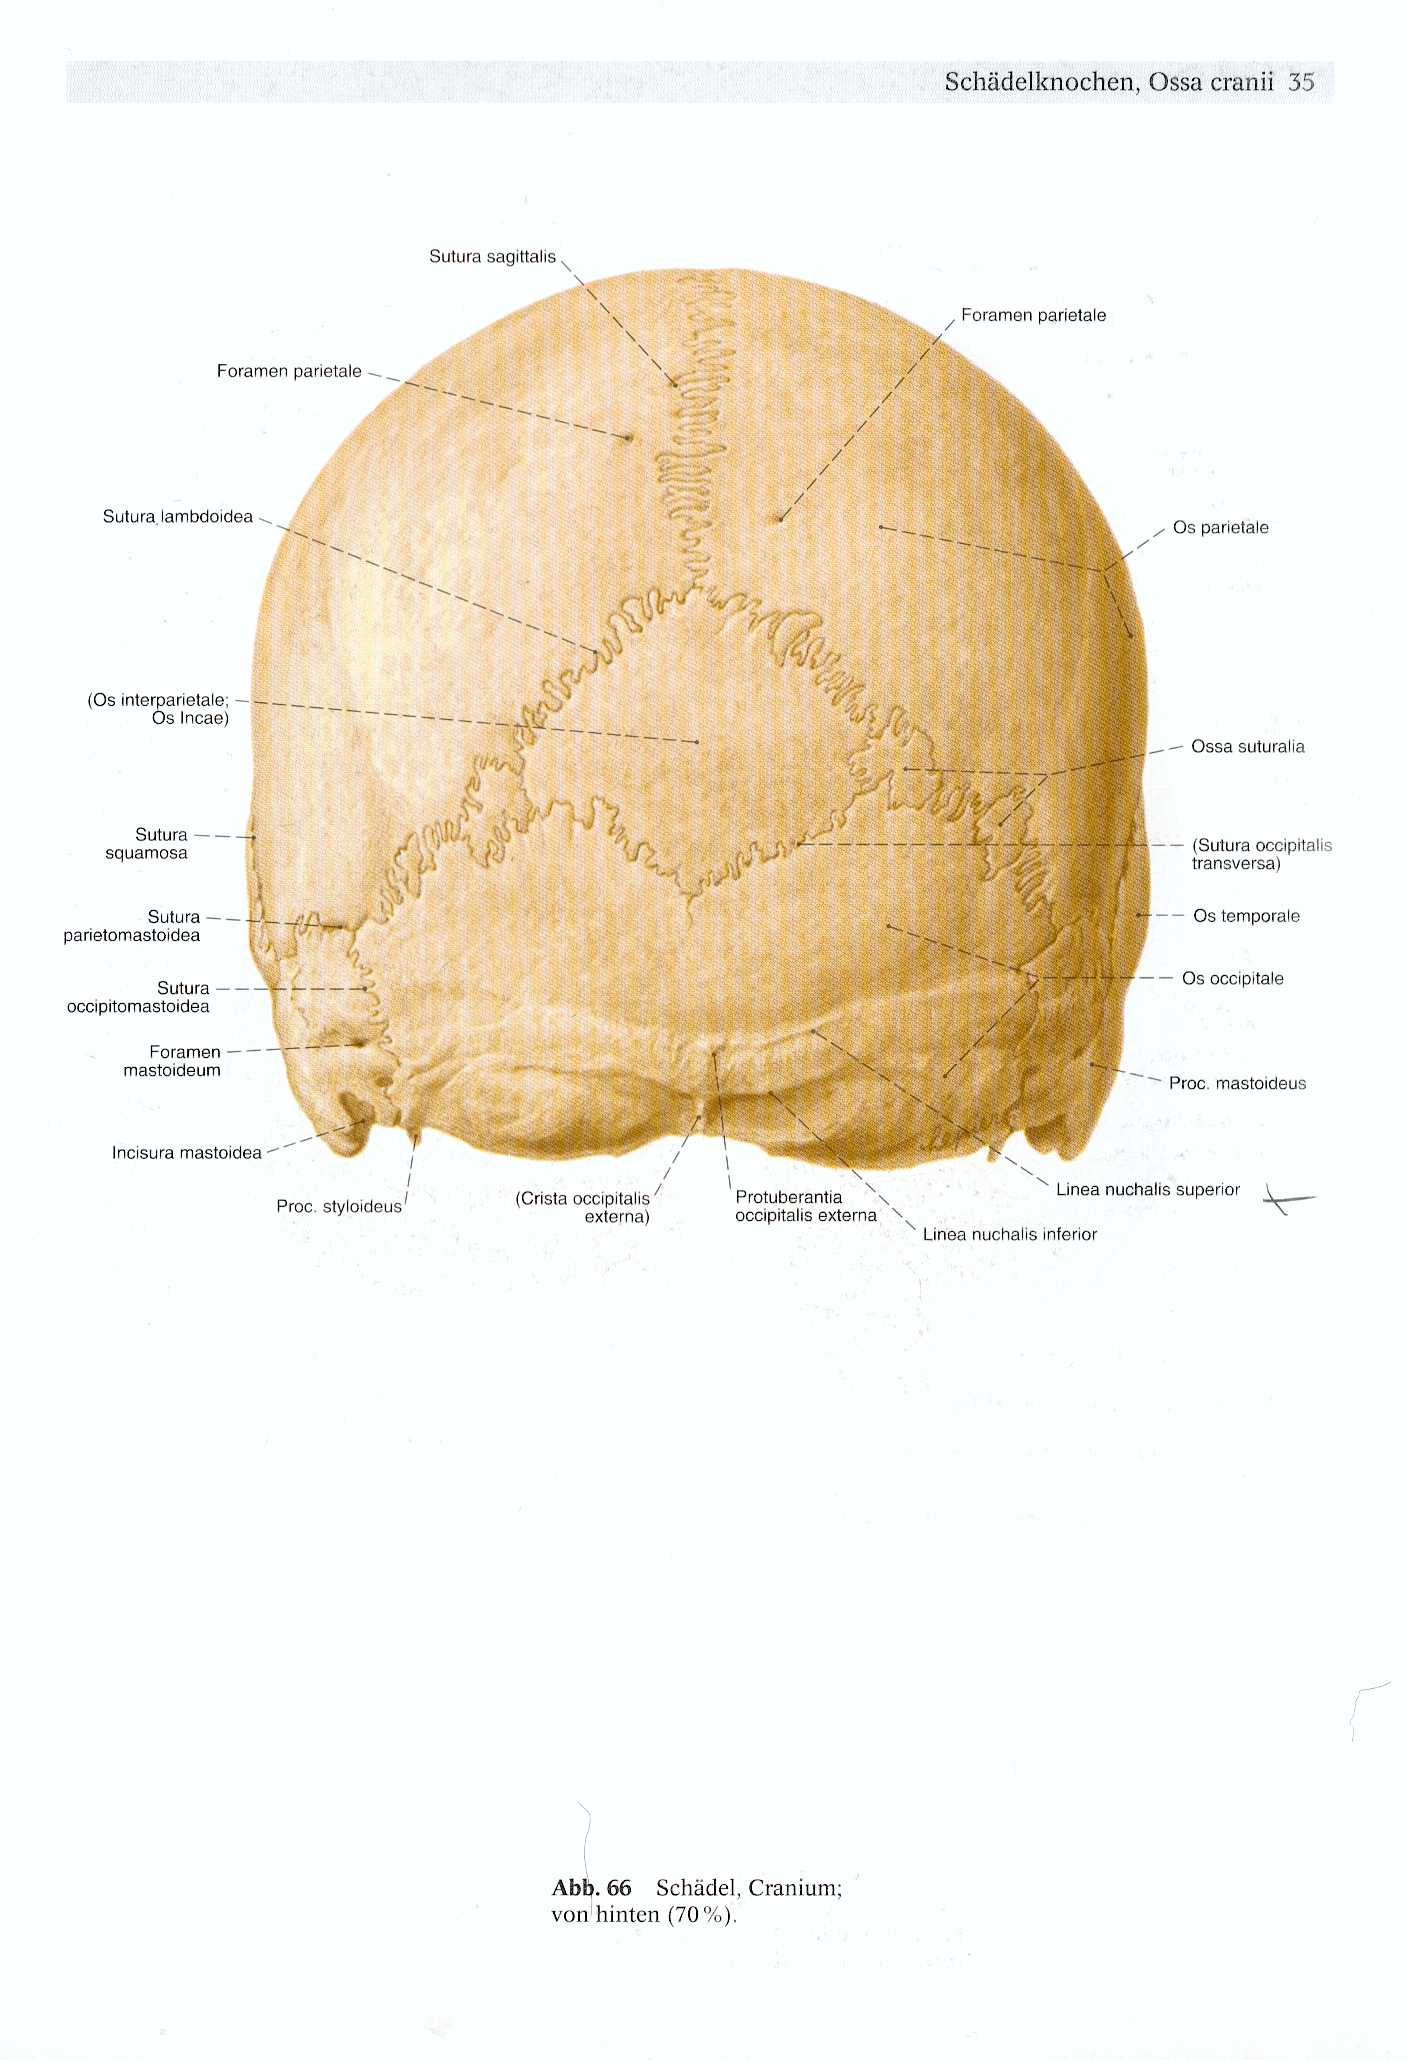 Schädelknochen, Ossa cranii 35
Sutura sagittalis
Foramen parietale
Foramen parietale
Sutura lambdoidea
Os parietale
(Os interparietale;
Os Incae)
Ossa suturalia
Sutura
squamosa
(Sutura occipitalis
transversa)
Sutura
parietomastoidea
Os temporale
Sutura
occipitomastoidea
Os occipitale
Foramen
mastoideum
Proc. mastoideus
Incisura mastoidea
Proc. styloideus
(Crista occipitalis
externa)
Protuberantia
occipitalis externa
Linea nuchalis superior
Linea nuchalis inferior
Abb. 66 Schädel, Cranium;
von hinten (70%).